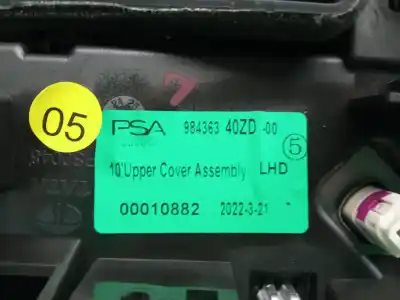 05
PSA 984363 40ZD -00
5
10'Upper Cover Assembly LHD
00010882 2022-3-21